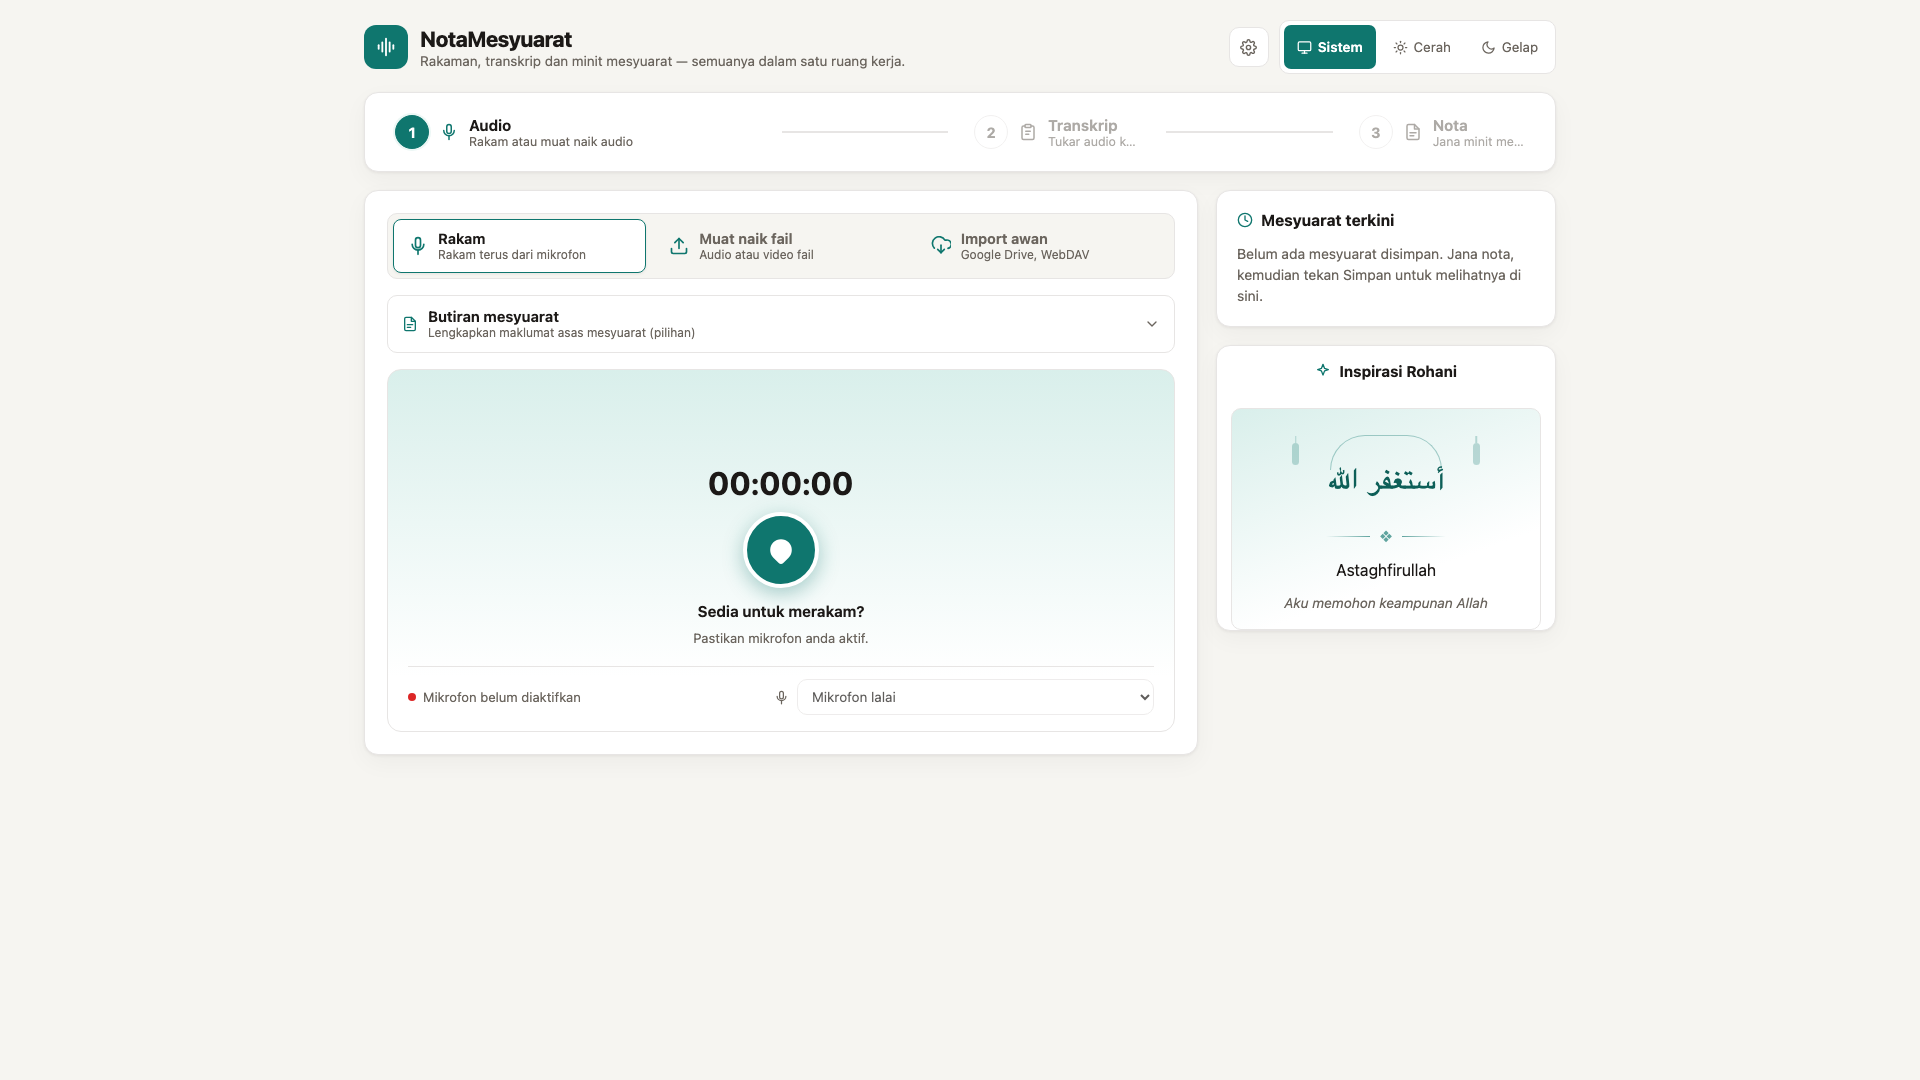 NotaMesyuarat
Rakaman, transkrip dan minit mesyuarat — semuanya dalam satu ruang kerja.
Sistem
Cerah
Gelap
1
Audio
Rakam atau muat naik audio
2
Transkrip
Tukar audio k...
3
Nota
Jana minit me...
Rakam
Rakam terus dari mikrofon
Muat naik fail
Audio atau video fail
Import awan
Google Drive, WebDAV
Butiran mesyuarat
Lengkapkan maklumat asas mesyuarat (pilihan)
00:00:00
Sedia untuk merakam?
Pastikan mikrofon anda aktif.
Mikrofon belum diaktifkan
Mikrofon lalai
Mesyuarat terkini
Belum ada mesyuarat disimpan. Jana nota,
kemudian tekan Simpan untuk melihatnya di
sini.
Inspirasi Rohani
أستغفر الله
Astaghfirullah
Aku memohon keampunan Allah